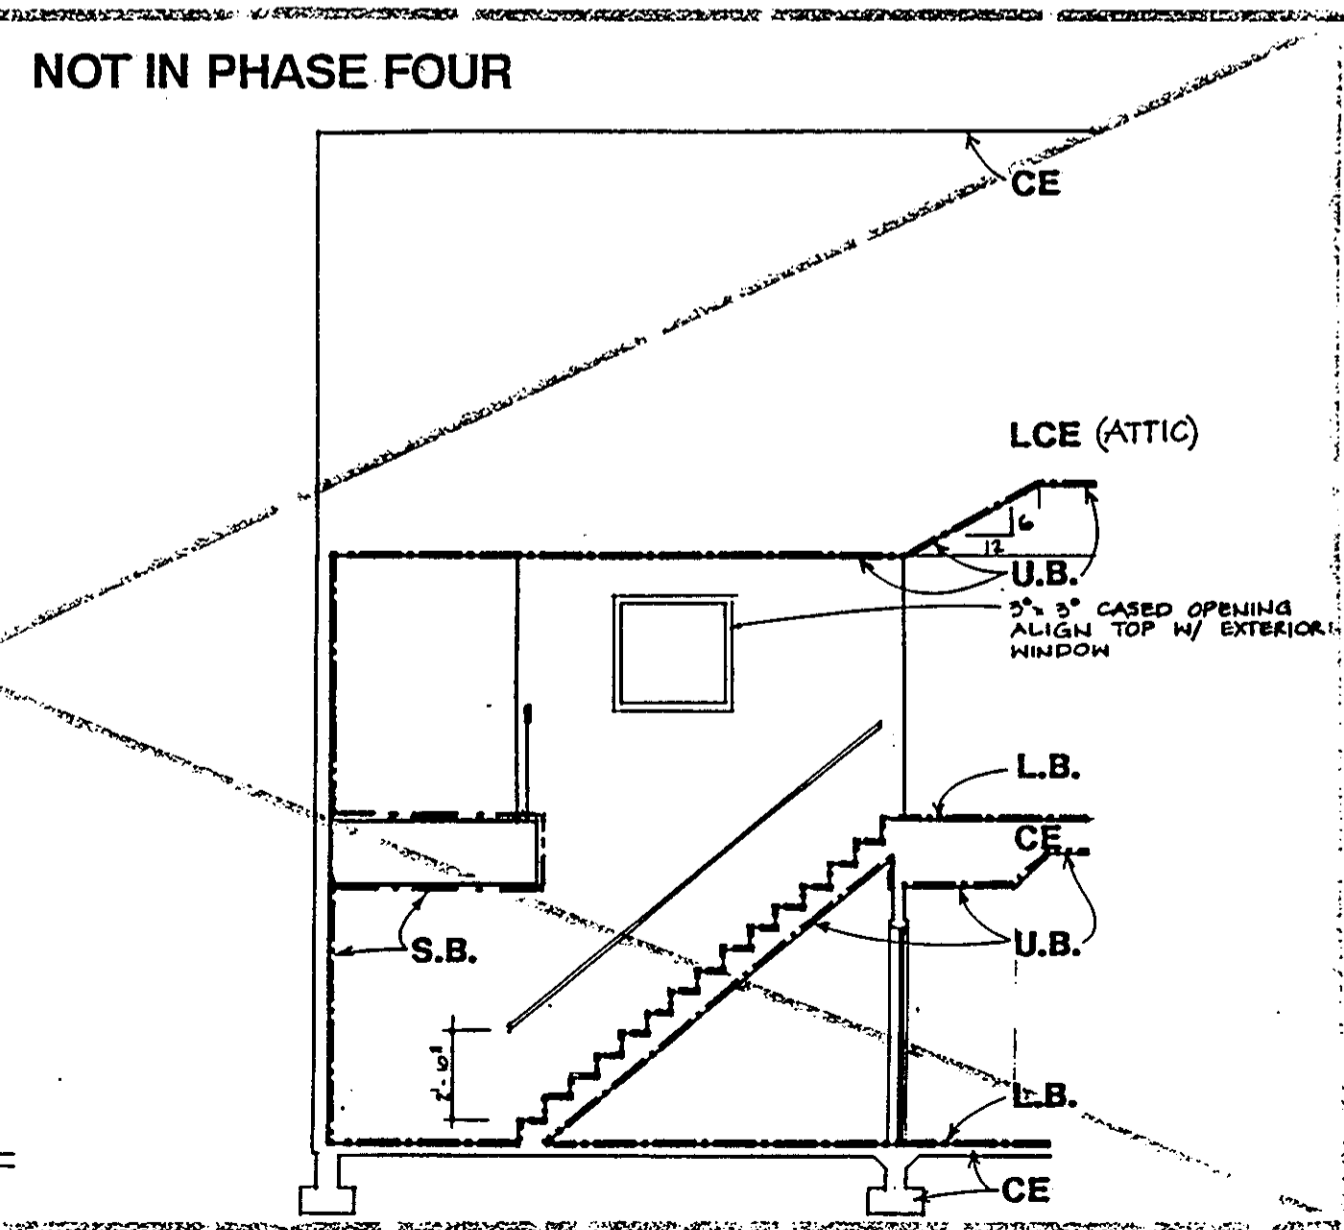 NOT IN PHASE FOUR
CE
LCE (ATTIC)
6
12
U.B.
3° x 3° CASED OPENING
ALIGN TOP W/ EXTERIOR
WINDOW
L.B.
CE
U.B.
S.B.
2'-6"
L.B.
CE